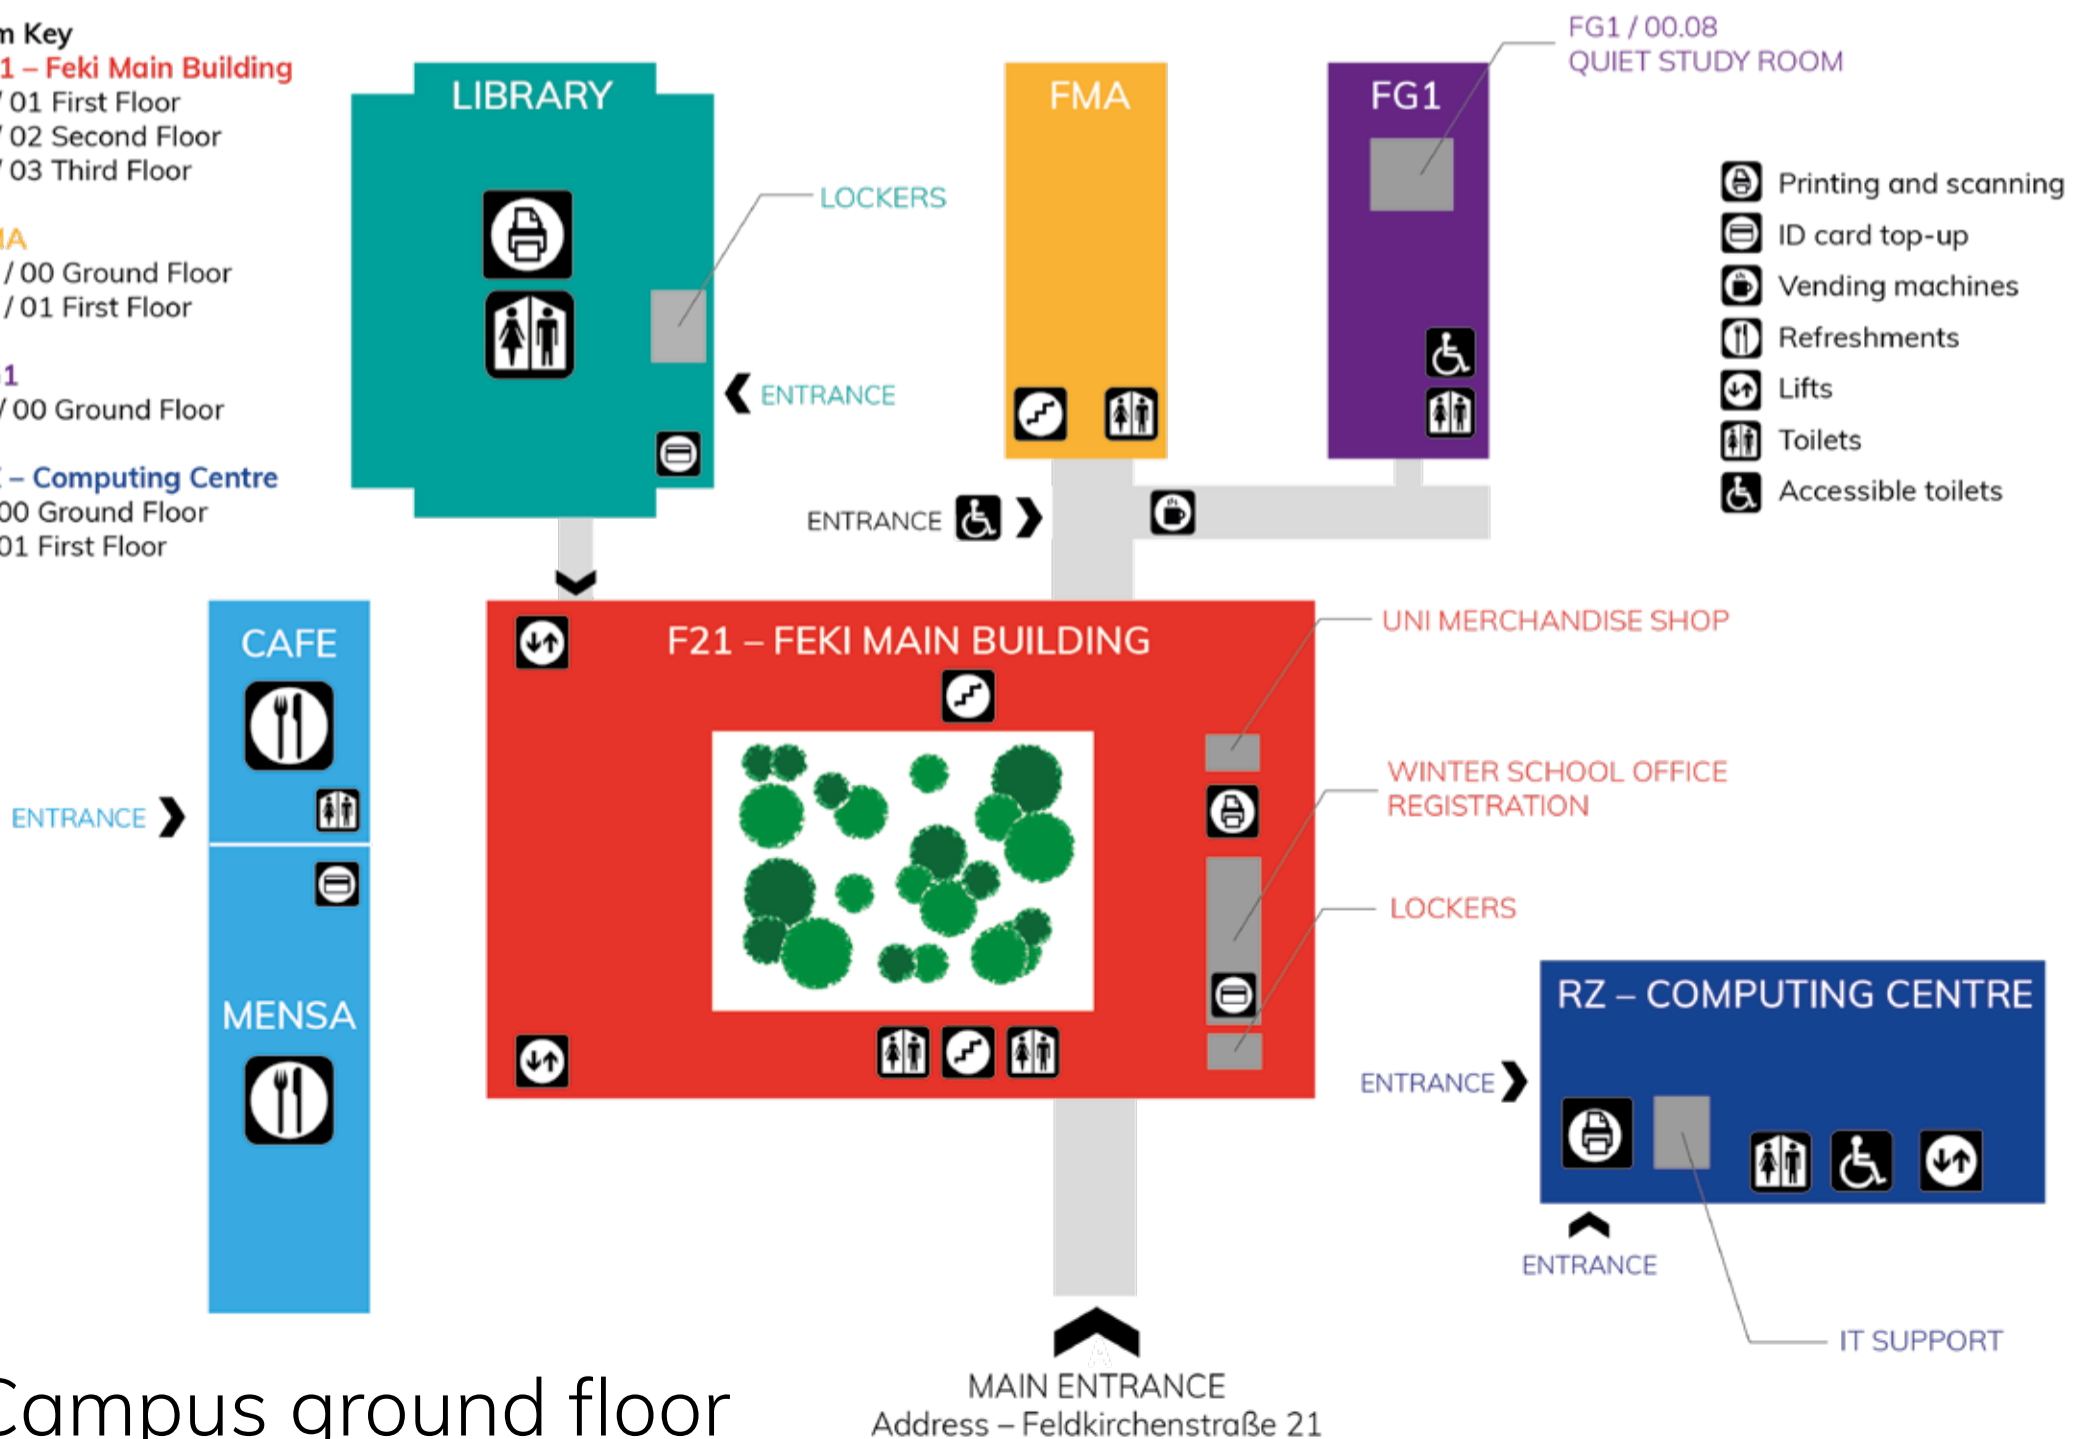 m Key
1 – Feki Main Building
/ 01 First Floor
/ 02 Second Floor
/ 03 Third Floor
MA
/ 00 Ground Floor
/ 01 First Floor
1
/ 00 Ground Floor
– Computing Centre
00 Ground Floor
01 First Floor
LIBRARY
LOCKERS
ENTRANCE
FMA
FG1
FG1 / 00.08
QUIET STUDY ROOM
Printing and scanning
ID card top-up
Vending machines
Refreshments
Lifts
Toilets
Accessible toilets
ENTRANCE
CAFE
ENTRANCE
MENSA
F21 – FEKI MAIN BUILDING
UNI MERCHANDISE SHOP
WINTER SCHOOL OFFICE
REGISTRATION
LOCKERS
RZ – COMPUTING CENTRE
ENTRANCE
ENTRANCE
IT SUPPORT
MAIN ENTRANCE
Address – Feldkirchenstraße 21
Campus ground floor